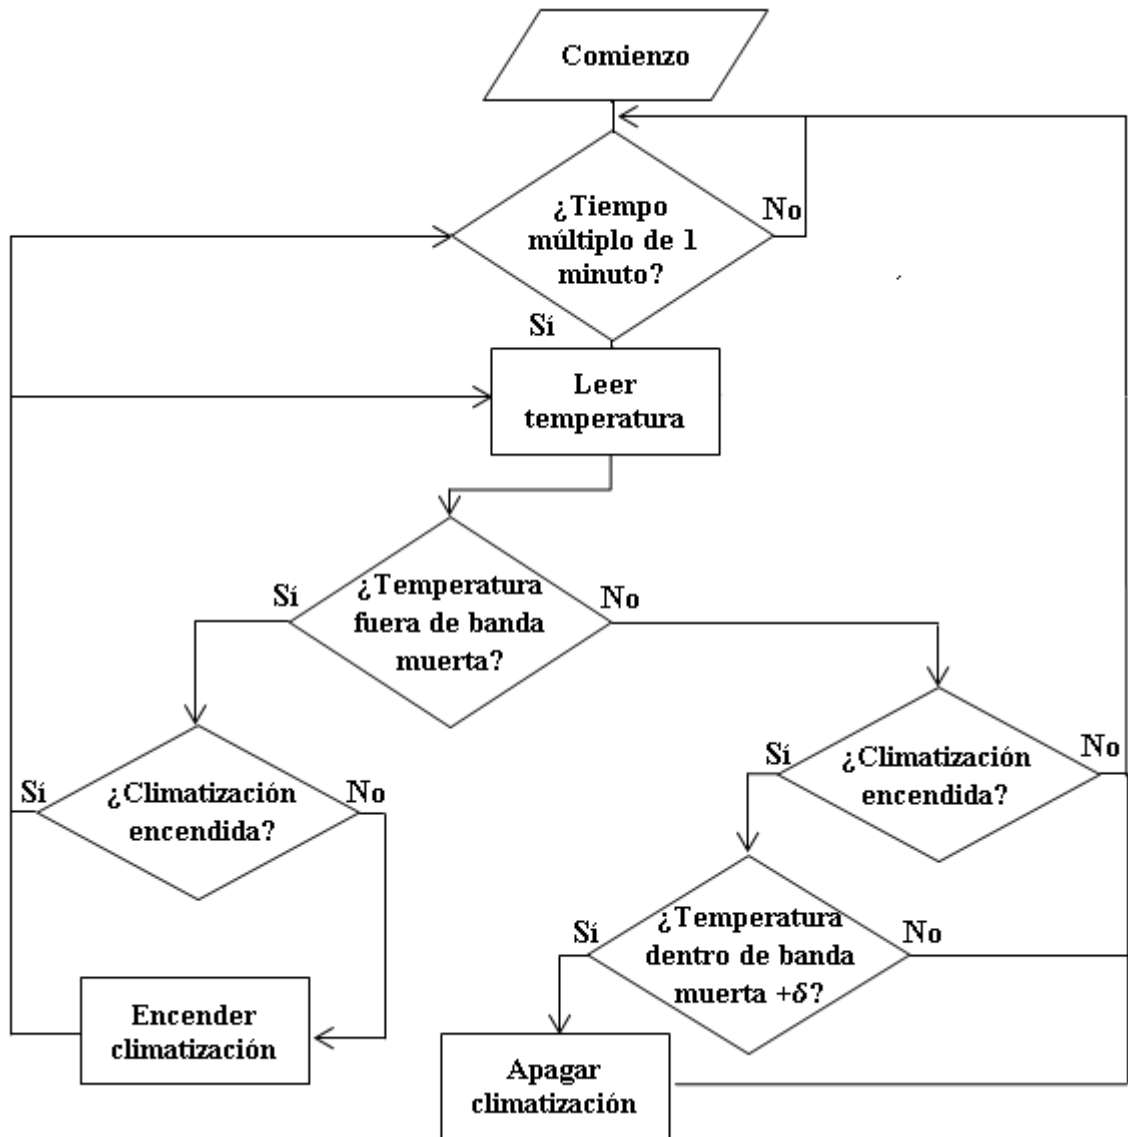 Comienzo
¿Tiempo
múltiplo de 1
minuto?
No
Sí
Leer
temperatura
¿Temperatura
fuera de banda
muerta?
Sí
No
¿Climatización
encendida?
Sí
No
¿Climatización
encendida?
Sí
No
¿Temperatura
dentro de banda
muerta +δ?
Sí
No
Encender
climatización
Apagar
climatización